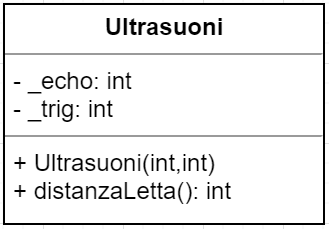 Ultrasuoni
- _echo: int
- _trig: int
+ Ultrasuoni(int,int)
+ distanzaLetta(): int